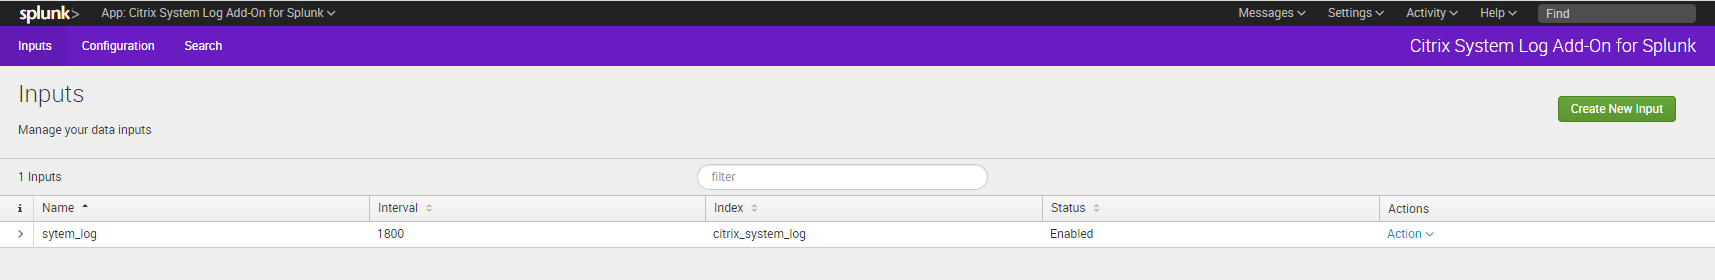 splunk> App: Citrix System Log Add-On for Splunk Messages Settings Activity Help Find
Inputs Configuration Search Citrix System Log Add-On for Splunk
Inputs
Create New Input
Manage your data inputs
1 Inputs filter
i Name Interval Index Status Actions
sytem_log 1800 citrix_system_log Enabled Action